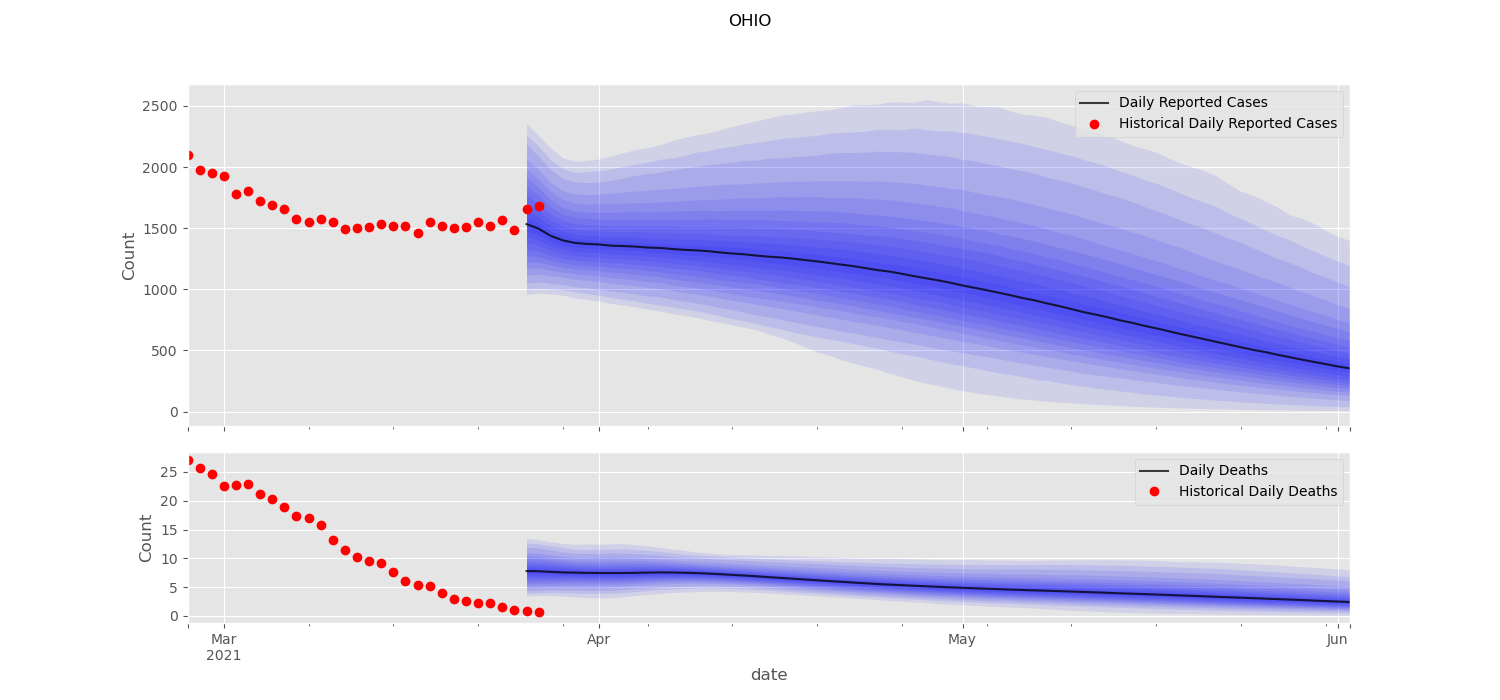 OHIO
2500
2000
1500
1000
500
0
Count
Daily Reported Cases
Historical Daily Reported Cases
25
20
15
10
5
0
Count
Daily Deaths
Historical Daily Deaths
Mar
2021
Apr
May
Jun
date